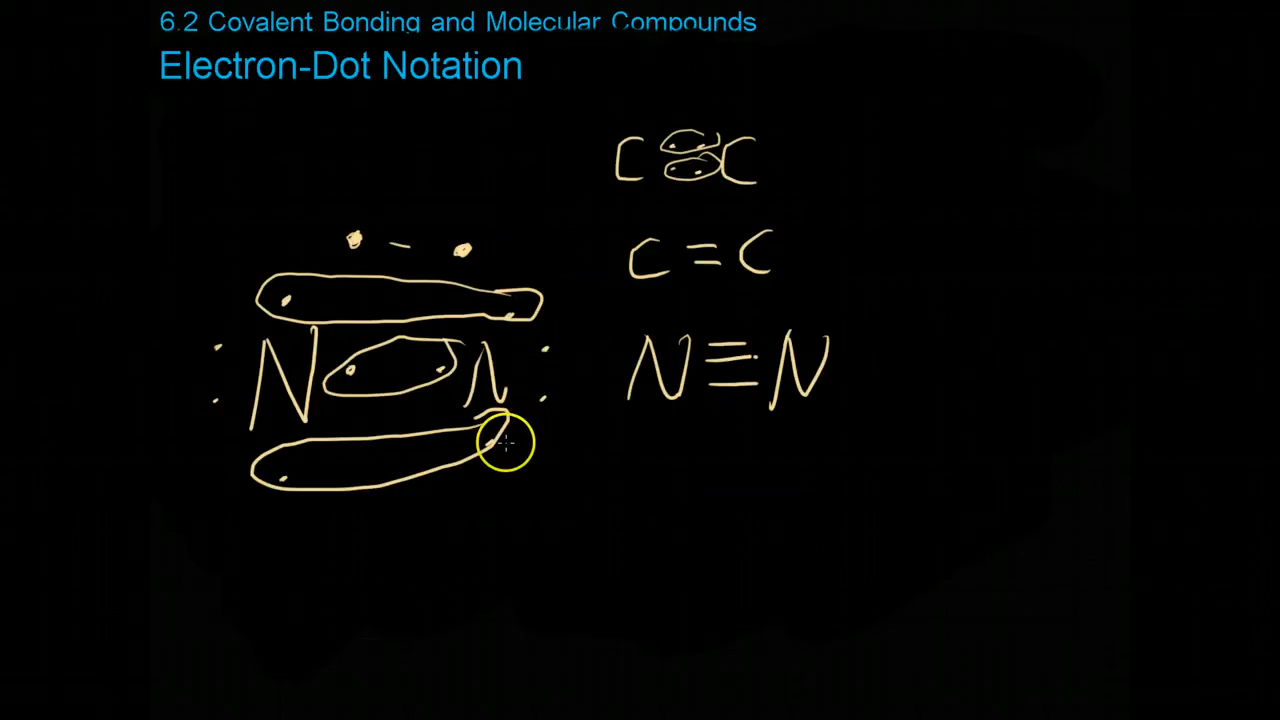 6.2 Covalent Bonding and Molecular Compounds
Electron-Dot Notation
C :: C
C = C
: N · · N :
N ≡ N